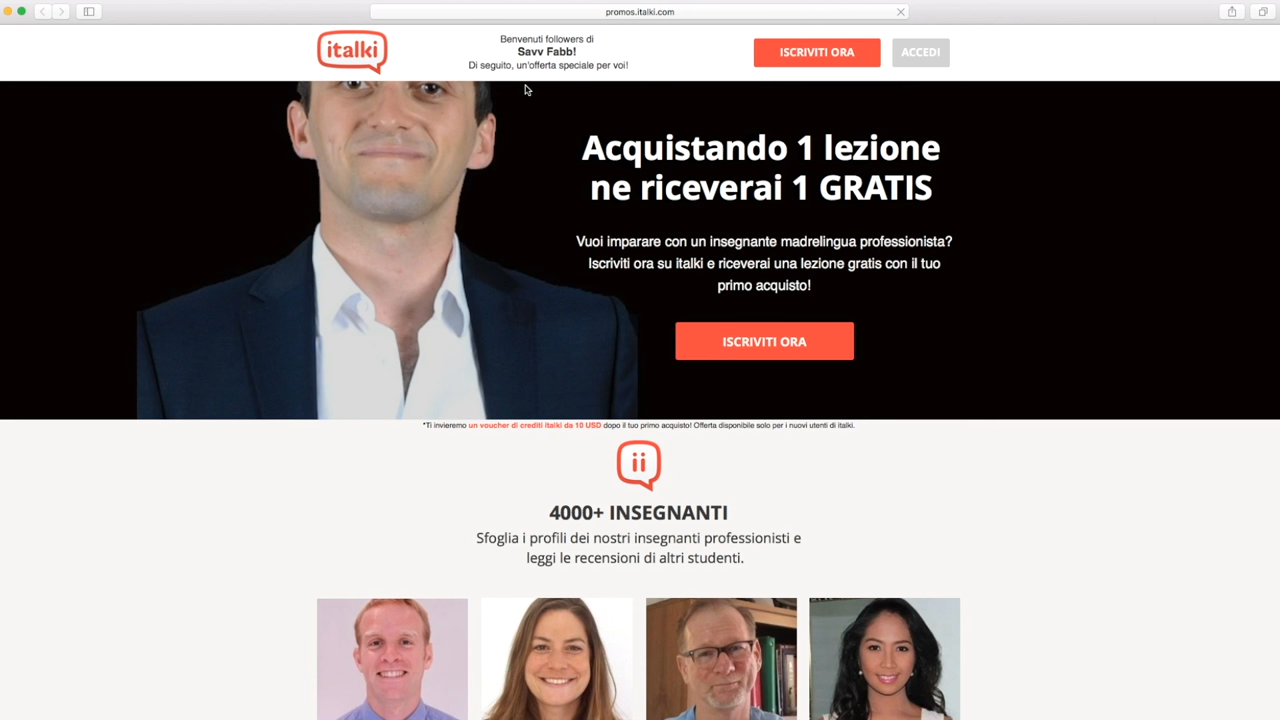 promos.italki.com
italki
Benvenuti followers di
Savv Fabb!
Di seguito, un'offerta speciale per voi!
ISCRIVITI ORA
ACCEDI
Acquistando 1 lezione
ne riceverai 1 GRATIS
Vuoi imparare con un insegnante madrelingua professionista?
Iscriviti ora su italki e riceverai una lezione gratis con il tuo
primo acquisto!
ISCRIVITI ORA
*Ti invieremo un voucher di crediti italki da 10 USD dopo il tuo primo acquisto! Offerta disponibile solo per i nuovi utenti di italki.
4000+ INSEGNANTI
Sfoglia i profili dei nostri insegnanti professionisti e
leggi le recensioni di altri studenti.